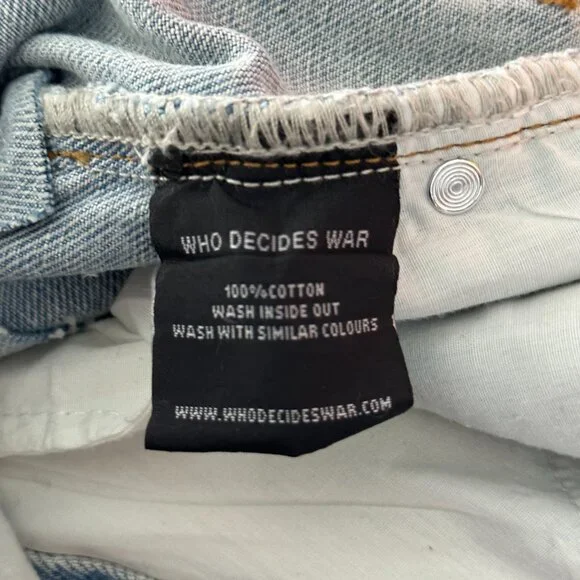 WHO DECIDES WAR
100%COTTON
WASH INSIDE OUT
WASH WITH SIMILAR COLOURS
WWW.WHODECIDESWAR.COM